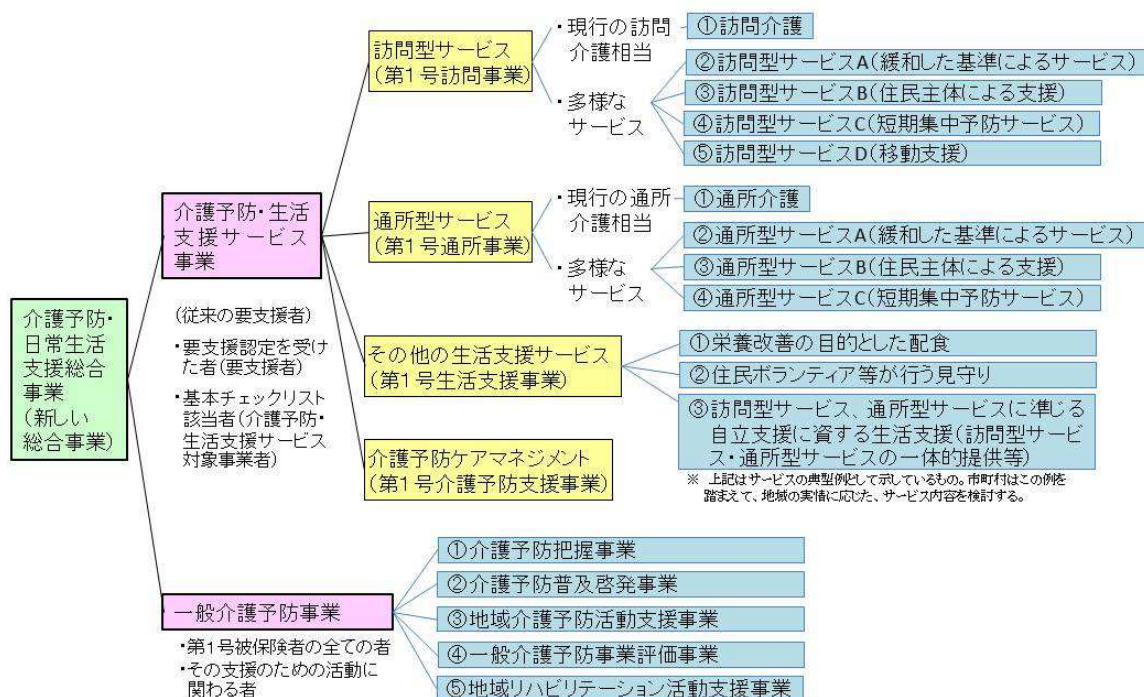 介護予防・
日常生活
支援総合
事業
(新しい
総合事業)
介護予防・生活
支援サービス
事業
(従来の要支援者)
・要支援認定を受け
た者(要支援者)
・基本チェックリスト
該当者(介護予防・
生活支援サービス
対象事業者)
訪問型サービス
(第1号訪問事業)
・現行の訪問
介護相当
①訪問介護
・多様な
サービス
②訪問型サービスA(緩和した基準によるサービス)
③訪問型サービスB(住民主体による支援)
④訪問型サービスC(短期集中予防サービス)
⑤訪問型サービスD(移動支援)
通所型サービス
(第1号通所事業)
・現行の通所
介護相当
①通所介護
・多様な
サービス
②通所型サービスA(緩和した基準によるサービス)
③通所型サービスB(住民主体による支援)
④通所型サービスC(短期集中予防サービス)
その他の生活支援サービス
(第1号生活支援事業)
①栄養改善の目的とした配食
②住民ボランティア等が行う見守り
③訪問型サービス、通所型サービスに準じる
自立支援に資する生活支援(訪問型サービ
ス・通所型サービスの一体的提供等)
※ 上記はサービスの典型例として示しているもの。市町村はこの例を
踏まえて、地域の実情に応じた、サービス内容を検討する。
介護予防ケアマネジメント
(第1号介護予防支援事業)
一般介護予防事業
・第1号被保険者の全ての者
・その支援のための活動に
関わる者
①介護予防把握事業
②介護予防普及啓発事業
③地域介護予防活動支援事業
④一般介護予防事業評価事業
⑤地域リハビリテーション活動支援事業